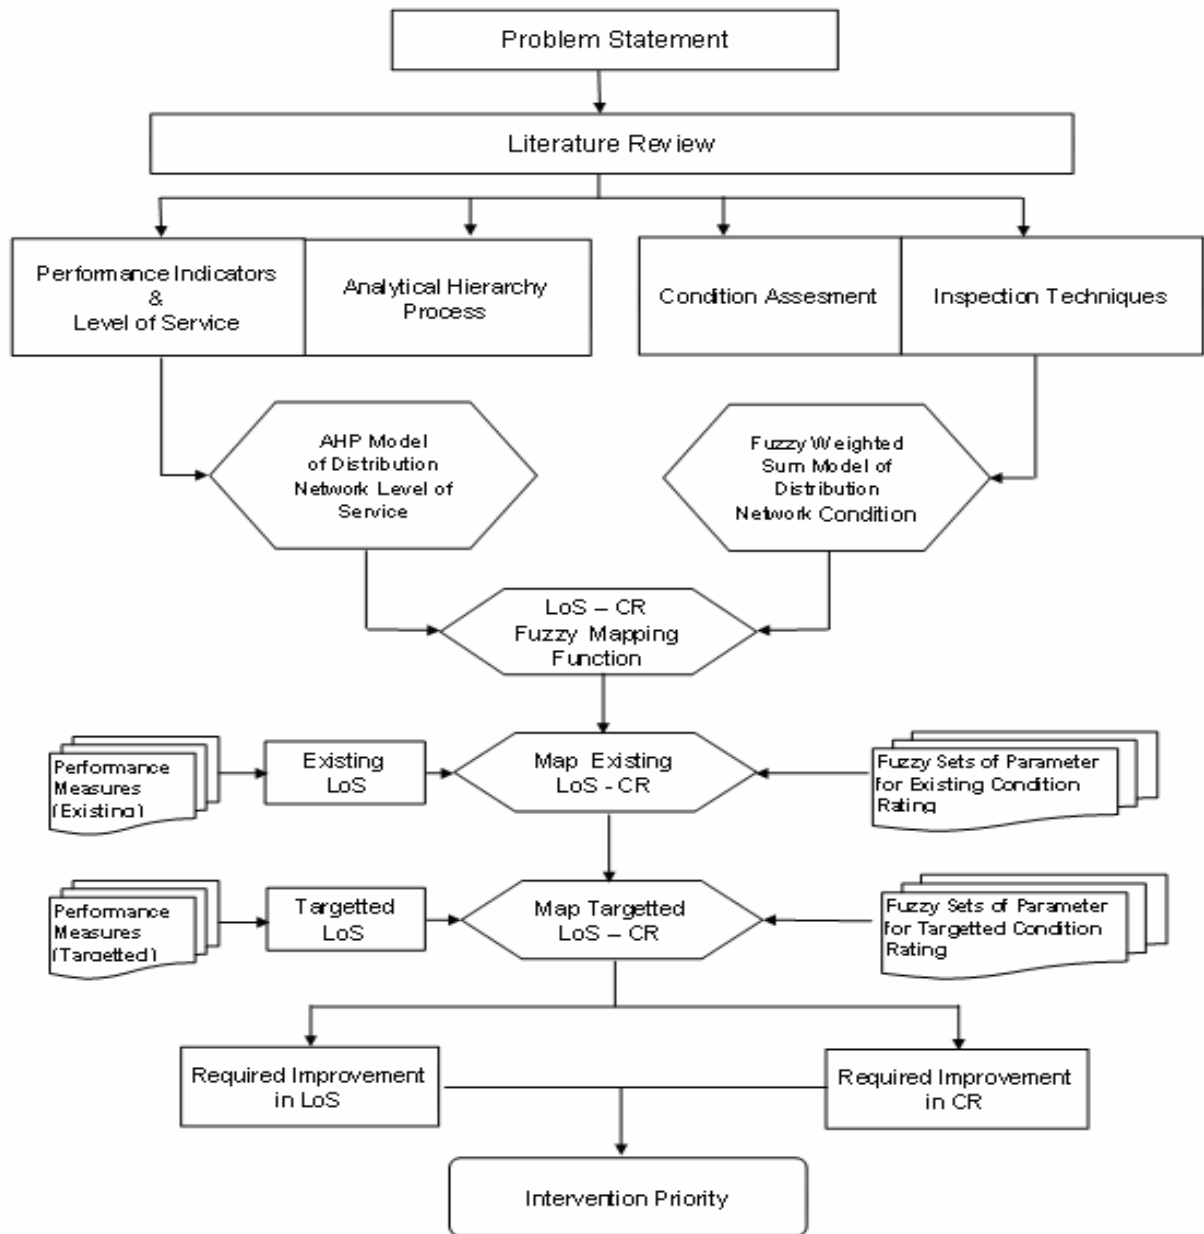 Problem Statement
Literature Review
Performance Indicators
&
Level of Service
Analytical Hierarchy
Process
Condition Assesment
Inspection Techniques
AHP Model
of Distribution
Network Level of
Service
Fuzzy Weighted
Sum Model of
Distribution
Network Condition
LoS – CR
Fuzzy Mapping
Function
Performance
Measures
(Existing)
Existing
LoS
Map Existing
LoS - CR
Fuzzy Sets of Parameter
for Existing Condition
Rating
Performance
Measures
(Targetted)
Targetted
LoS
Map Targetted
LoS – CR
Fuzzy Sets of Parameter
for Targetted Condition
Rating
Required Improvement
in LoS
Required Improvement
in CR
Intervention Priority